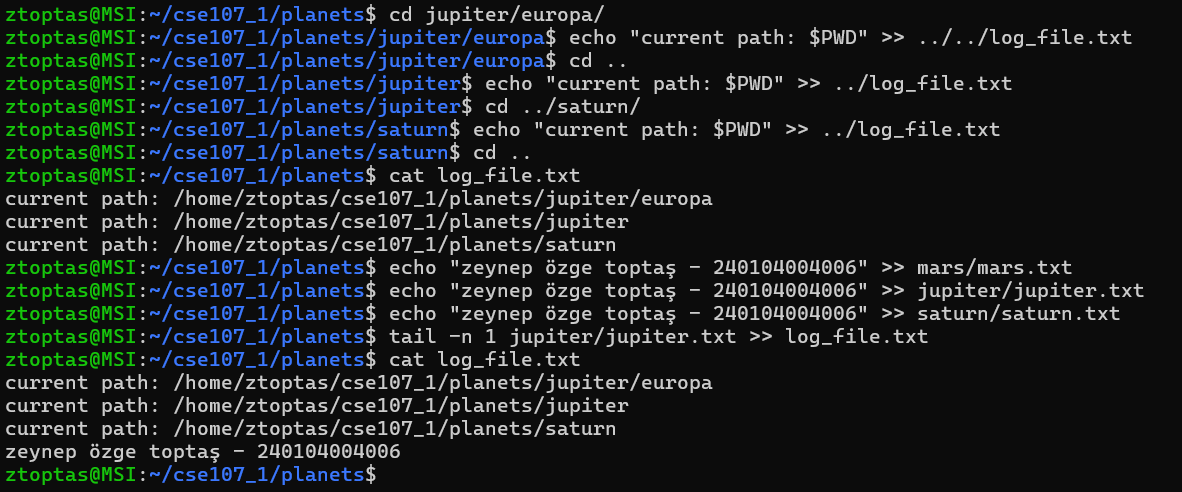 ztoptas@MSI:~/cse107_1/planets$ cd jupiter/europa/
ztoptas@MSI:~/cse107_1/planets/jupiter/europa$ echo "current path: $PWD" >> ../../log_file.txt
ztoptas@MSI:~/cse107_1/planets/jupiter/europa$ cd ..
ztoptas@MSI:~/cse107_1/planets/jupiter$ echo "current path: $PWD" >> ../log_file.txt
ztoptas@MSI:~/cse107_1/planets/jupiter$ cd ../saturn/
ztoptas@MSI:~/cse107_1/planets/saturn$ echo "current path: $PWD" >> ../log_file.txt
ztoptas@MSI:~/cse107_1/planets/saturn$ cd ..
ztoptas@MSI:~/cse107_1/planets$ cat log_file.txt
current path: /home/ztoptas/cse107_1/planets/jupiter/europa
current path: /home/ztoptas/cse107_1/planets/jupiter
current path: /home/ztoptas/cse107_1/planets/saturn
ztoptas@MSI:~/cse107_1/planets$ echo "zeynep özge toptaş - 240104004006" >> mars/mars.txt
ztoptas@MSI:~/cse107_1/planets$ echo "zeynep özge toptaş - 240104004006" >> jupiter/jupiter.txt
ztoptas@MSI:~/cse107_1/planets$ echo "zeynep özge toptaş - 240104004006" >> saturn/saturn.txt
ztoptas@MSI:~/cse107_1/planets$ tail -n 1 jupiter/jupiter.txt >> log_file.txt
ztoptas@MSI:~/cse107_1/planets$ cat log_file.txt
current path: /home/ztoptas/cse107_1/planets/jupiter/europa
current path: /home/ztoptas/cse107_1/planets/jupiter
current path: /home/ztoptas/cse107_1/planets/saturn
zeynep özge toptaş - 240104004006
ztoptas@MSI:~/cse107_1/planets$